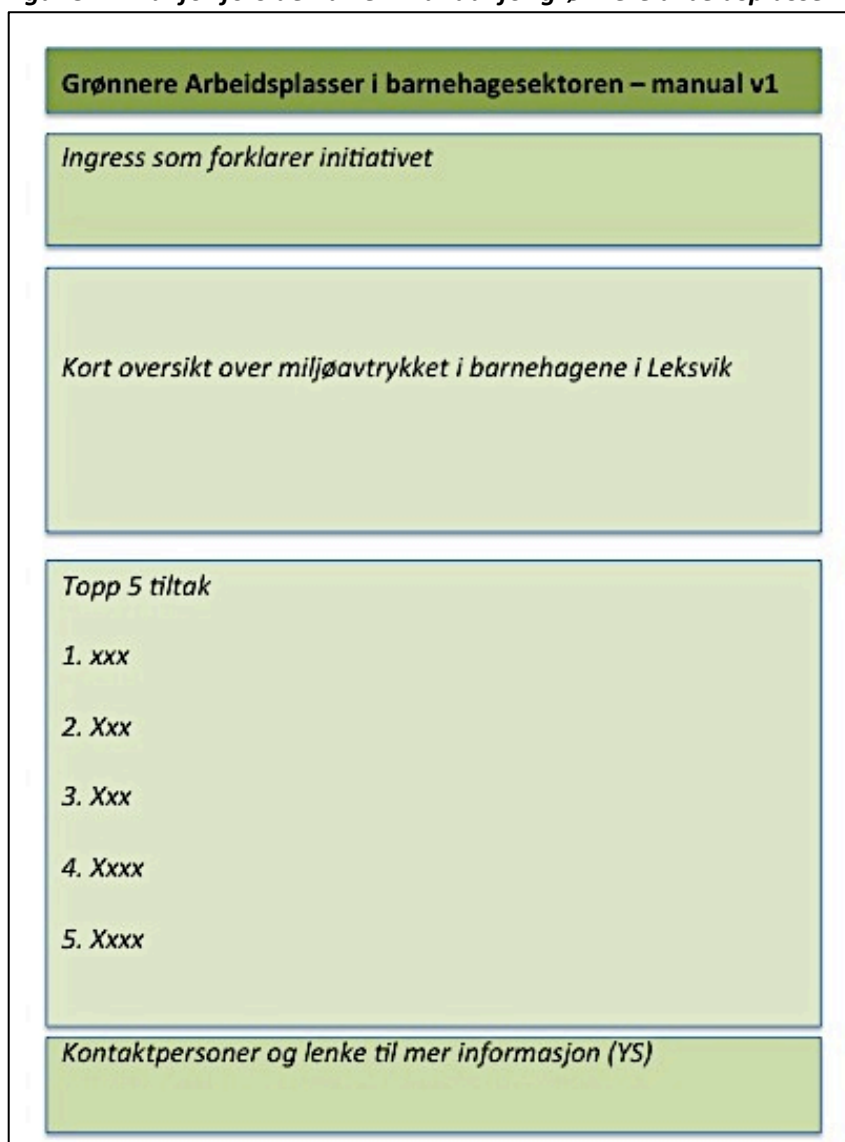 Grønnere Arbeidsplasser i barnehagesektoren – manual v1
Ingress som forklarer initiativet
Kort oversikt over miljøavtrykket i barnehagene i Leksvik
Topp 5 tiltak
1. xxx
2. Xxx
3. Xxx
4. Xxxx
5. Xxxx
Kontaktpersoner og lenke til mer informasjon (YS)